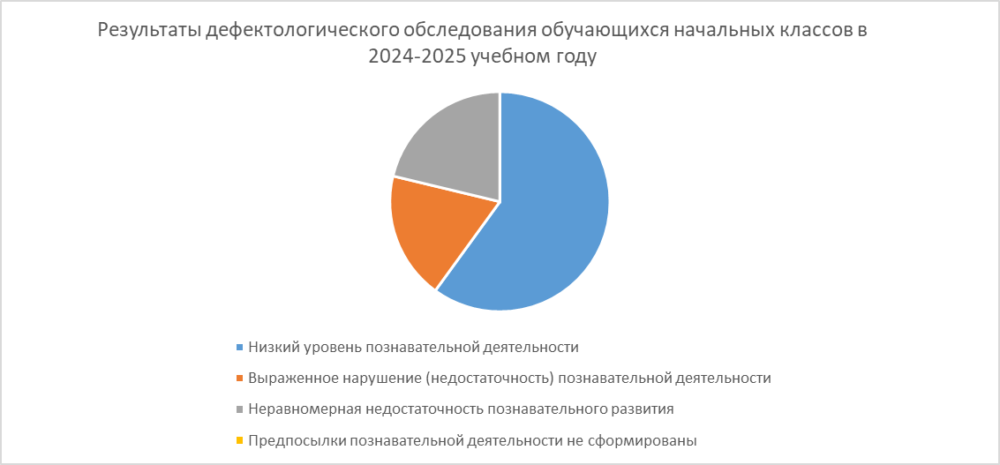 Результаты дефектологического обследования обучающихся начальных классов в
2024-2025 учебном году
Низкий уровень познавательной деятельности
Выраженное нарушение (недостаточность) познавательной деятельности
Неравномерная недостаточность познавательного развития
Предпосылки познавательной деятельности не сформированы